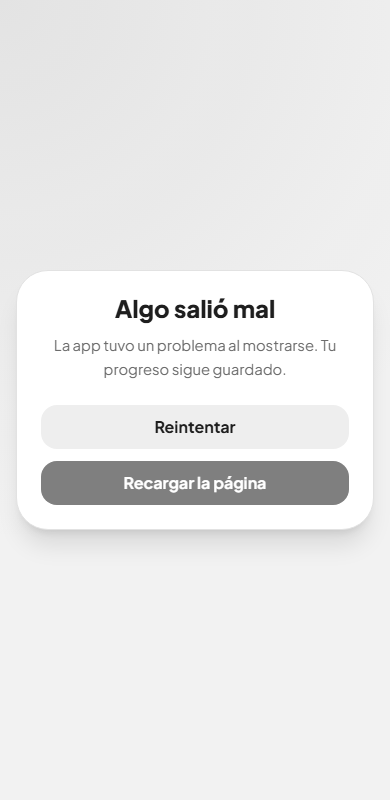 Algo salió mal
La app tuvo un problema al mostrarse. Tu
progreso sigue guardado.
Reintentar
Recargar la página